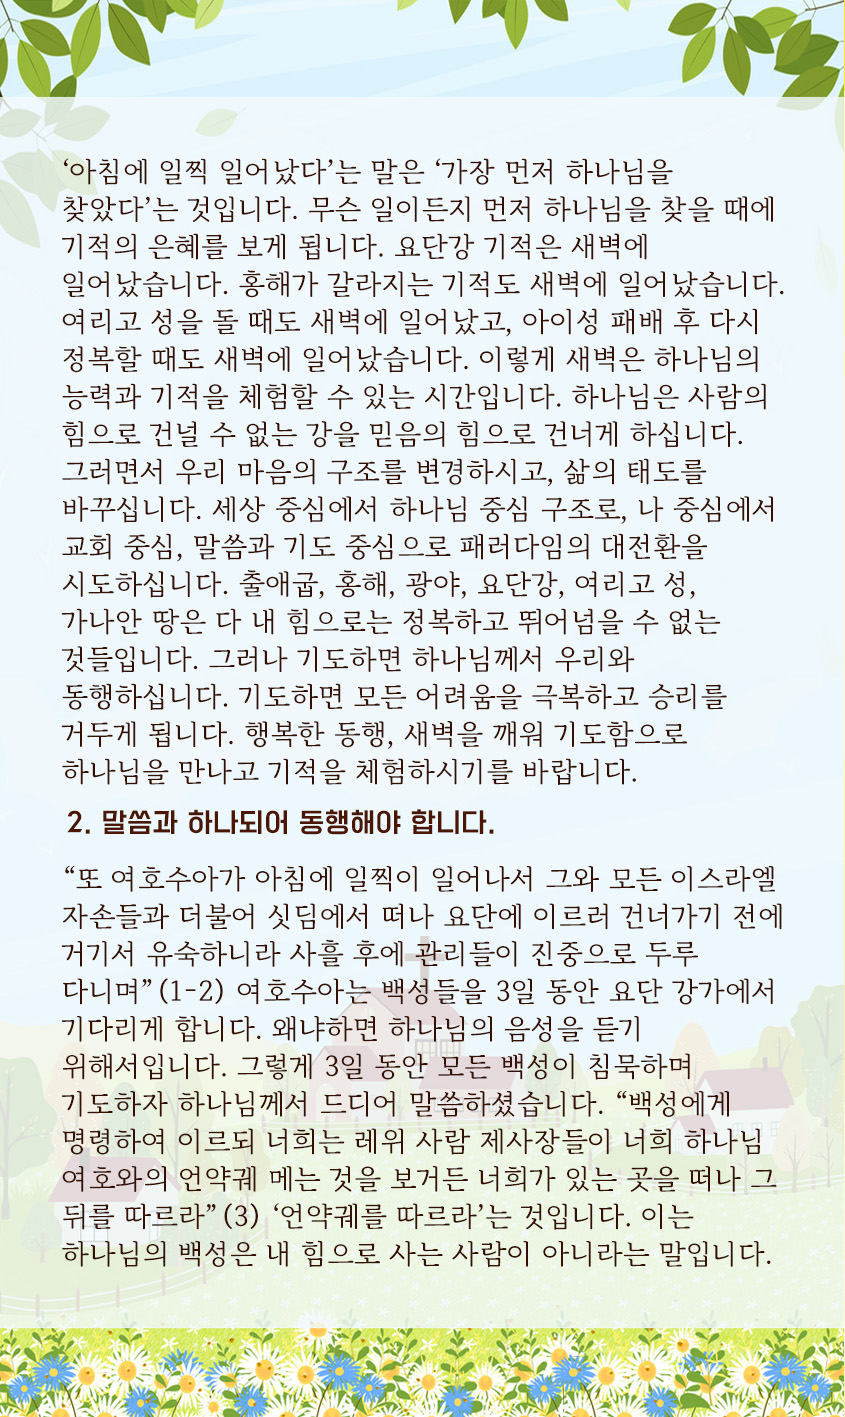 ‘아침에 일찍 일어났다’는 말은 ‘가장 먼저 하나님을
찾았다’는 것입니다. 무슨 일이든지 먼저 하나님을 찾을 때에
기적의 은혜를 보게 됩니다. 요단강 기적은 새벽에
일어났습니다. 홍해가 갈라지는 기적도 새벽에 일어났습니다.
여리고 성을 돌 때도 새벽에 일어났고, 아이성 패배 후 다시
정복할 때도 새벽에 일어났습니다. 이렇게 새벽은 하나님의
능력과 기적을 체험할 수 있는 시간입니다. 하나님은 사람의
힘으로 건널 수 없는 강을 믿음의 힘으로 건너게 하십니다.
그러면서 우리 마음의 구조를 변경하시고, 삶의 태도를
바꾸십니다. 세상 중심에서 하나님 중심 구조로, 나 중심에서
교회 중심, 말씀과 기도 중심으로 패러다임의 대전환을
시도하십니다. 출애굽, 홍해, 광야, 요단강, 여리고 성,
가나안 땅은 다 내 힘으로는 정복하고 뛰어넘을 수 없는
것들입니다. 그러나 기도하면 하나님께서 우리와
동행하십니다. 기도하면 모든 어려움을 극복하고 승리를
거두게 됩니다. 행복한 동행, 새벽을 깨워 기도함으로
하나님을 만나고 기적을 체험하시기를 바랍니다.
2. 말씀과 하나되어 동행해야 합니다.
“또 여호수아가 아침에 일찍이 일어나서 그와 모든 이스라엘
자손들과 더불어 싯딤에서 떠나 요단에 이르러 건너가기 전에
거기서 유숙하니라 사흘 후에 관리들이 진중으로 두루
다니며”(1-2) 여호수아는 백성들을 3일 동안 요단 강가에서
기다리게 합니다. 왜냐하면 하나님의 음성을 듣기
위해서입니다. 그렇게 3일 동안 모든 백성이 침묵하며
기도하자 하나님께서 드디어 말씀하셨습니다. “백성에게
명령하여 이르되 너희는 레위 사람 제사장들이 너희 하나님
여호와의 언약궤 메는 것을 보거든 너희가 있는 곳을 떠나 그
뒤를 따르라”(3) ‘언약궤를 따르라’는 것입니다. 이는
하나님의 백성은 내 힘으로 사는 사람이 아니라는 말입니다.